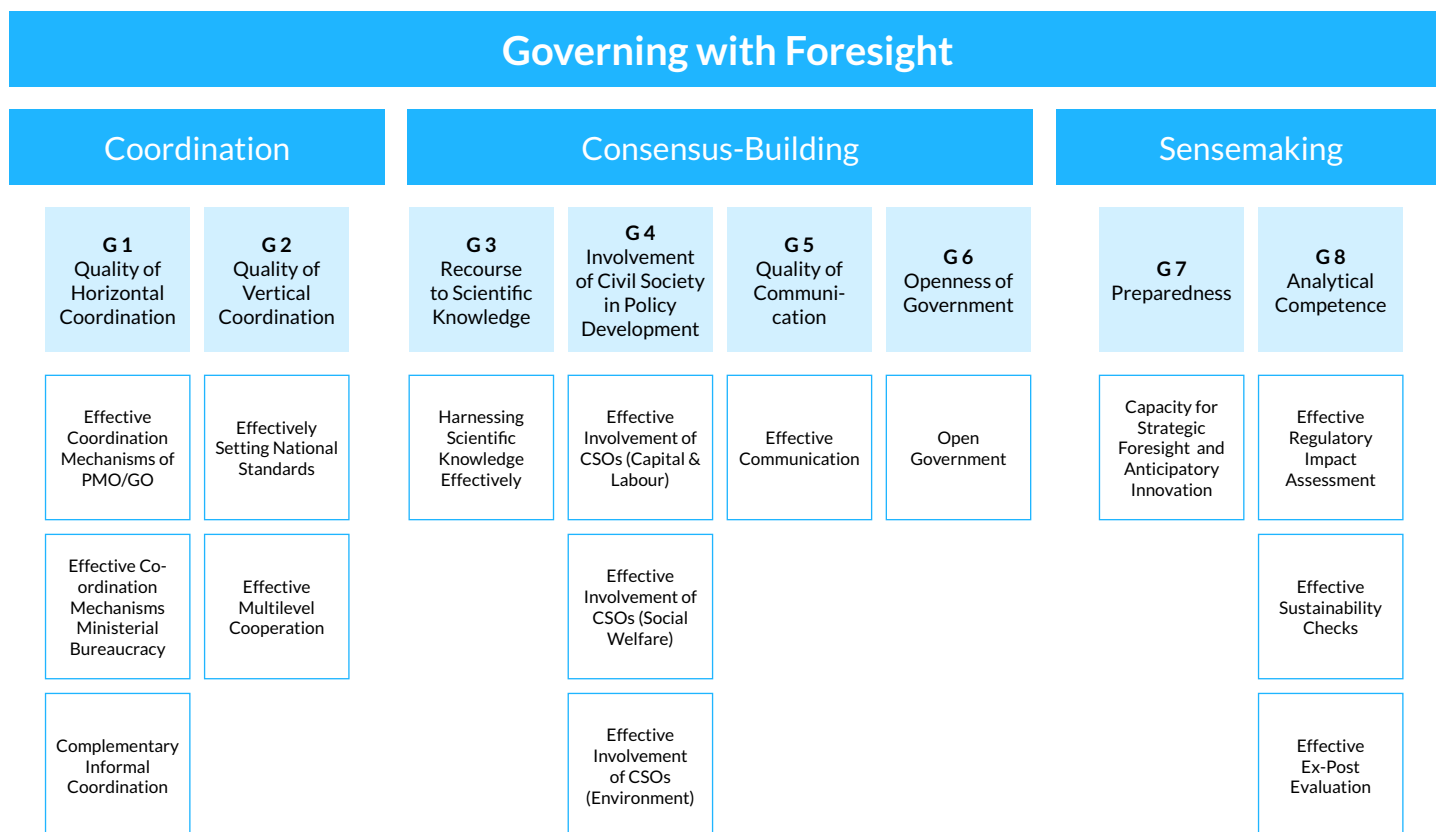 Governing with Foresight
Coordination
Consensus-Building
Sensemaking
G 1
Quality of
Horizontal
Coordination
G 2
Quality of
Vertical
Coordination
G 3
Recourse
to Scientific
Knowledge
G 4
Involvement
of Civil Society
in Policy
Development
G 5
Quality of
Communi-
cation
G 6
Openness of
Government
G 7
Preparedness
G 8
Analytical
Competence
Effective
Coordination
Mechanisms of
PMO/GO
Effectively
Setting National
Standards
Harnessing
Scientific
Knowledge
Effectively
Effective
Involvement of
CSOs (Capital &
Labour)
Effective
Communication
Open
Government
Capacity for
Strategic
Foresight and
Anticipatory
Innovation
Effective
Regulatory
Impact
Assessment
Effective Co-
ordination
Mechanisms
Ministerial
Bureaucracy
Effective
Multilevel
Cooperation
Effective
Involvement of
CSOs (Social
Welfare)
Effective
Sustainability
Checks
Complementary
Informal
Coordination
Effective
Involvement
of CSOs
(Environment)
Effective
Ex-Post
Evaluation